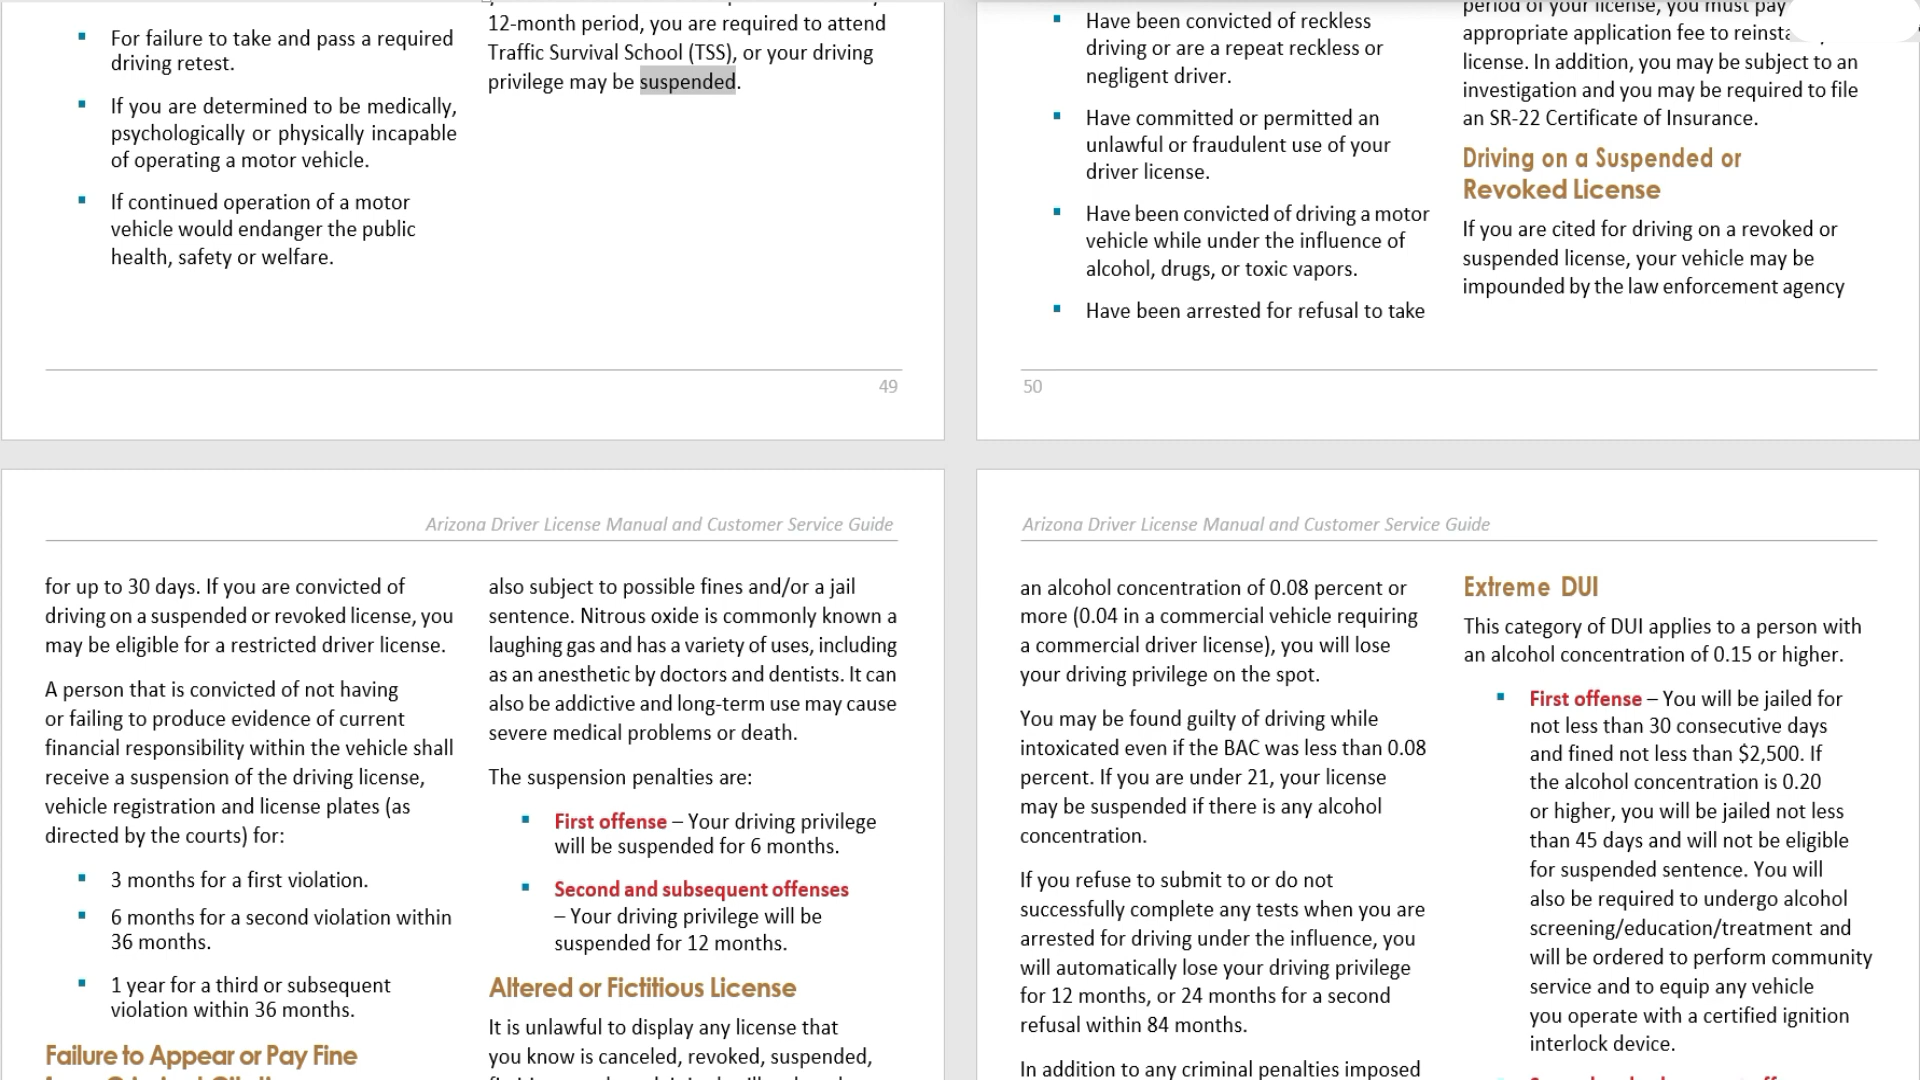 For failure to take and pass a required
driving retest.
If you are determined to be medically,
psychologically or physically incapable
of operating a motor vehicle.
If continued operation of a motor
vehicle would endanger the public
health, safety or welfare.
12-month period, you are required to attend
Traffic Survival School (TSS), or your driving
privilege may be suspended.
49
Have been convicted of reckless
driving or are a repeat reckless or
negligent driver.
Have committed or permitted an
unlawful or fraudulent use of your
driver license.
Have been convicted of driving a motor
vehicle while under the influence of
alcohol, drugs, or toxic vapors.
Have been arrested for refusal to take
period of your license, you must pay
appropriate application fee to
license. In addition, you may be subject to an
investigation and you may be required to file
an SR-22 Certificate of Insurance.
Driving on a Suspended or
Revoked License
If you are cited for driving on a revoked or
suspended license, your vehicle may be
impounded by the law enforcement agency
50
Arizona Driver License Manual and Customer Service Guide
for up to 30 days. If you are convicted of
driving on a suspended or revoked license, you
may be eligible for a restricted driver license.
A person that is convicted of not having
or failing to produce evidence of current
financial responsibility within the vehicle shall
receive a suspension of the driving license,
vehicle registration and license plates (as
directed by the courts) for:
3 months for a first violation.
6 months for a second violation within
36 months.
1 year for a third or subsequent
violation within 36 months.
Failure to Appear or Pay Fine
also subject to possible fines and/or a jail
sentence. Nitrous oxide is commonly known a
laughing gas and has a variety of uses, including
as an anesthetic by doctors and dentists. It can
also be addictive and long-term use may cause
severe medical problems or death.
The suspension penalties are:
First offense – Your driving privilege
will be suspended for 6 months.
Second and subsequent offenses
– Your driving privilege will be
suspended for 12 months.
Altered or Fictitious License
It is unlawful to display any license that
you know is canceled, revoked, suspended,
Arizona Driver License Manual and Customer Service Guide
an alcohol concentration of 0.08 percent or
more (0.04 in a commercial vehicle requiring
a commercial driver license), you will lose
your driving privilege on the spot.
You may be found guilty of driving while
intoxicated even if the BAC was less than 0.08
percent. If you are under 21, your license
may be suspended if there is any alcohol
concentration.
If you refuse to submit to or do not
successfully complete any tests when you are
arrested for driving under the influence, you
will automatically lose your driving privilege
for 12 months, or 24 months for a second
refusal within 84 months.
In addition to any criminal penalties imposed
Extreme DUI
This category of DUI applies to a person with
an alcohol concentration of 0.15 or higher.
First offense – You will be jailed for
not less than 30 consecutive days
and fined not less than $2,500. If
the alcohol concentration is 0.20
or higher, you will be jailed not less
than 45 days and will not be eligible
for suspended sentence. You will
also be required to undergo alcohol
screening/education/treatment and
will be ordered to perform community
service and to equip any vehicle
you operate with a certified ignition
interlock device.